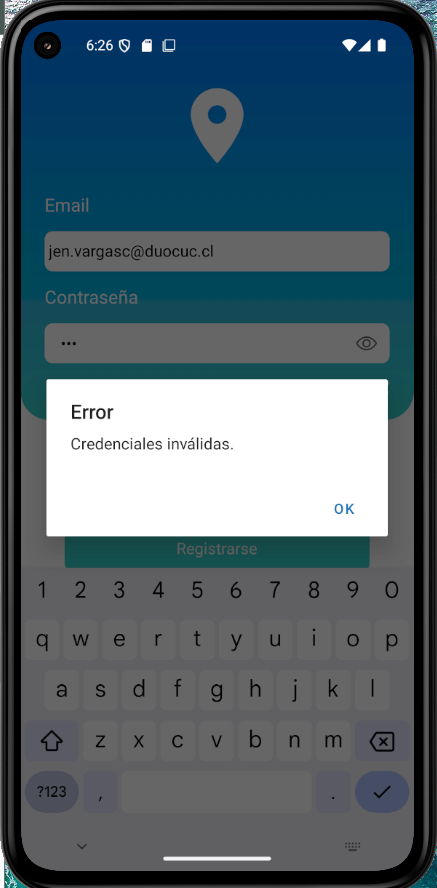 6:26
Email
jen.vargasc@duocuc.cl
Contraseña
•••
Error
Credenciales inválidas.
OK
Registrarse
1 2 3 4 5 6 7 8 9 0
q w e r t y u i o p
a s d f g h j k l
z x c v b n m
?123 , .